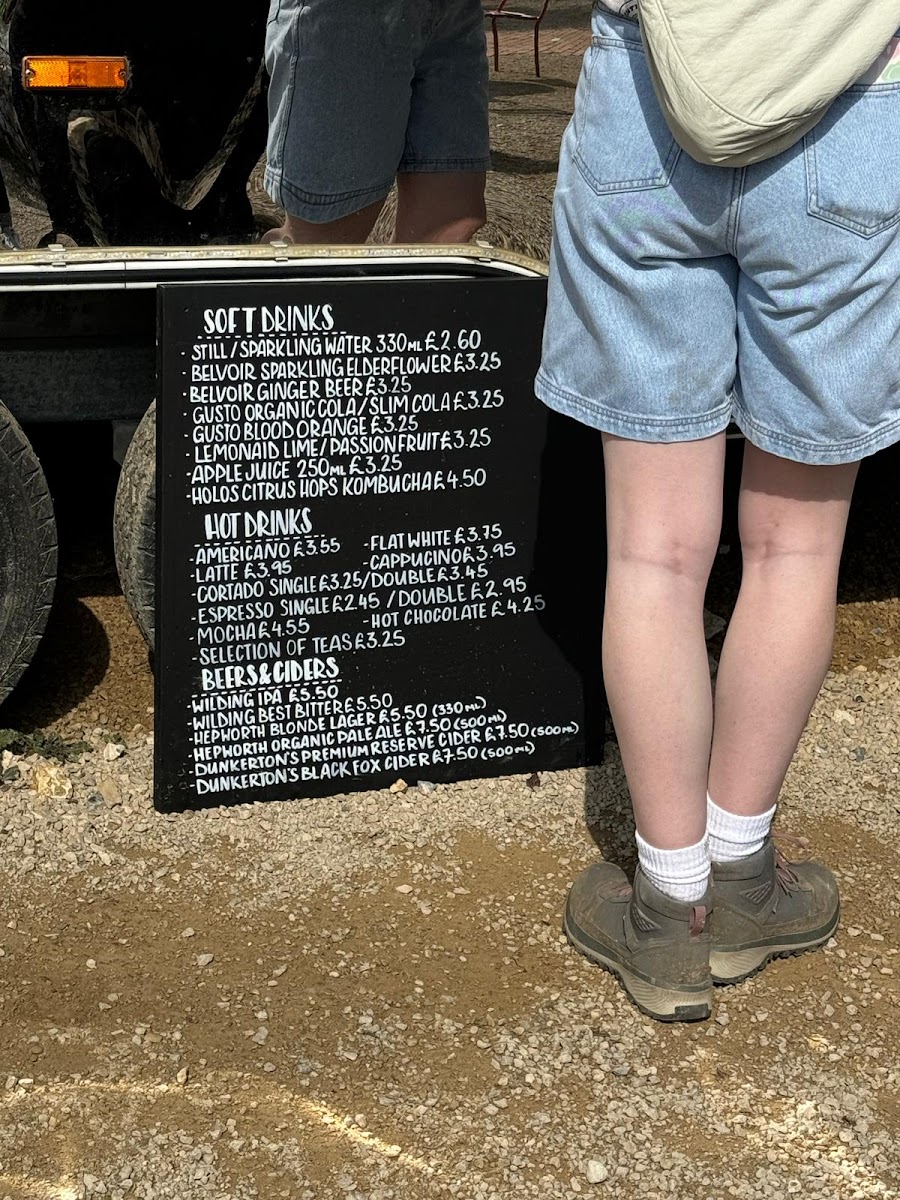 SOFT DRINKS
· STILL/SPARKLING WATER 330ML £2.60
· BELVOIR SPARKLING ELDERFLOWER £3.25
· BELVOIR GINGER BEER £3.25
· GUSTO ORGANIC COLA/SLIM COLA £3.25
- GUSTO BLOOD ORANGE £3.25
- LEMONAID LIME/PASSIONFRUIT £3.25
- APPLE JUICE 250ML £3.25
- HOLOS CITRUS HOPS KOMBUCHA £4.50
HOT DRINKS
- AMERICANO £3.55 - FLAT WHITE £3.75
- LATTE £3.95 - CAPPUCINO £3.95
- CORTADO SINGLE £3.25/DOUBLE £3.45
- ESPRESSO SINGLE £2.45 /DOUBLE £2.95
- MOCHA £4.55 - HOT CHOCOLATE £4.25
- SELECTION OF TEAS £3.25
BEERS & CIDERS
- WILDING IPA £5.50
- WILDING BEST BITTER £5.50
- HEPWORTH BLONDE LAGER £5.50 (330ML)
- HEPWORTH ORGANIC PALE ALE £7.50 (500ML)
- DUNKERTON'S PREMIUM RESERVE CIDER £7.50 (500ML)
- DUNKERTON'S BLACK FOX CIDER £7.50 (500ML)